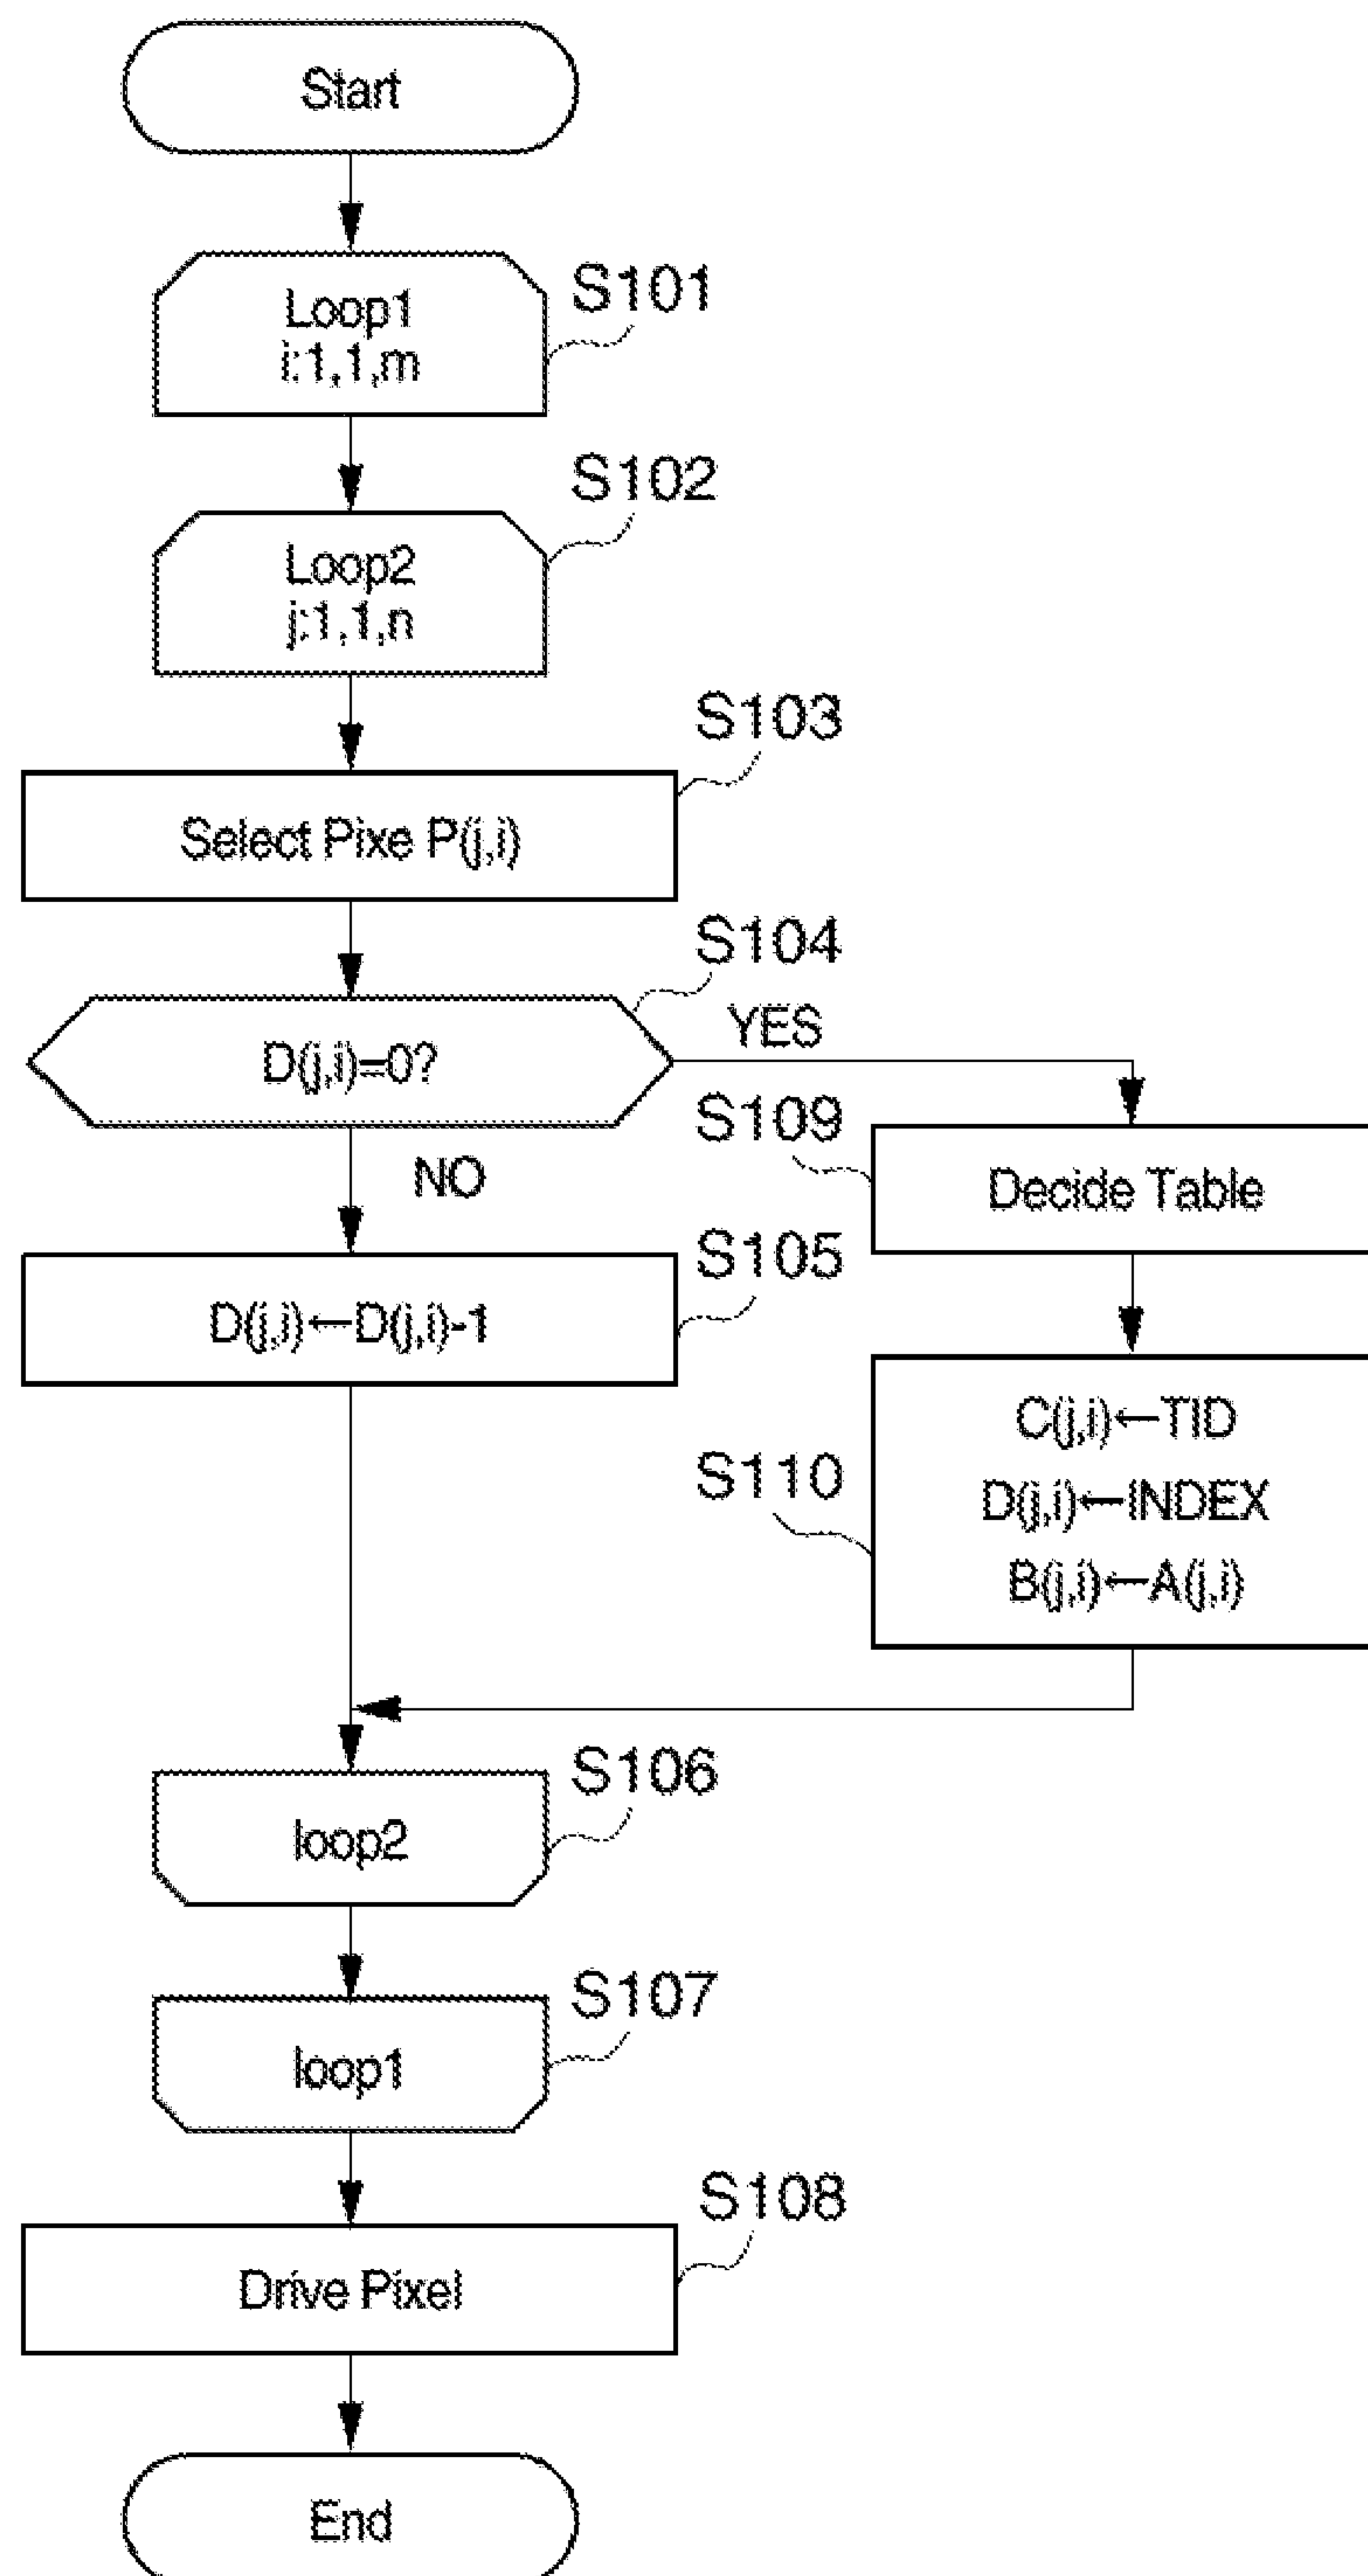 Start
S101
Loop1
i:1,1,m
S102
Loop2
j:1,1,n
S103
Select Pixe P(j,i)
S104
D(j,i)=0?
YES
NO
S109
Decide Table
S105
D(j,i)←D(j,i)-1
S110
C(j,i)←TID
D(j,i)←INDEX
B(j,i)←A(j,i)
S106
loop2
S107
loop1
S108
Drive Pixel
End